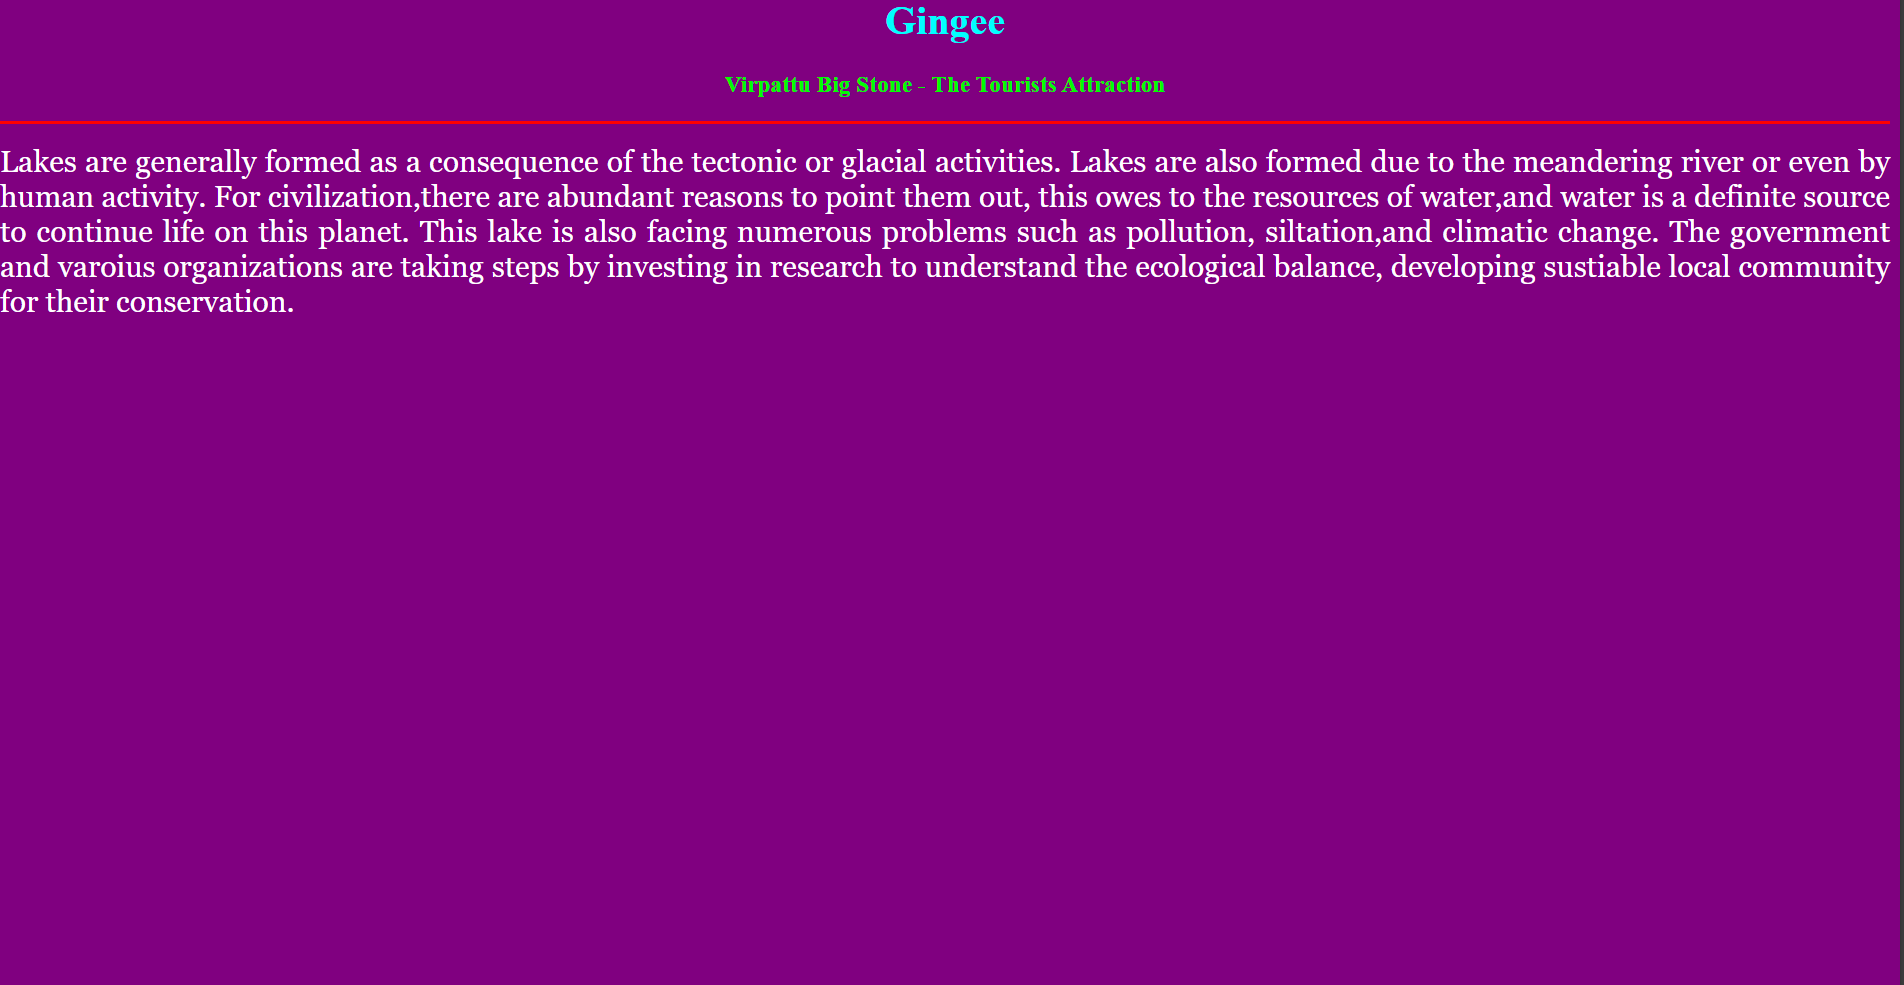 Gingee
Virpattu Big Stone - The Tourists Attraction
Lakes are generally formed as a consequence of the tectonic or glacial activities. Lakes are also formed due to the meandering river or even by
human activity. For civilization,there are abundant reasons to point them out, this owes to the resources of water,and water is a definite source
to continue life on this planet. This lake is also facing numerous problems such as pollution, siltation,and climatic change. The government
and varoius organizations are taking steps by investing in research to understand the ecological balance, developing sustiable local community
for their conservation.